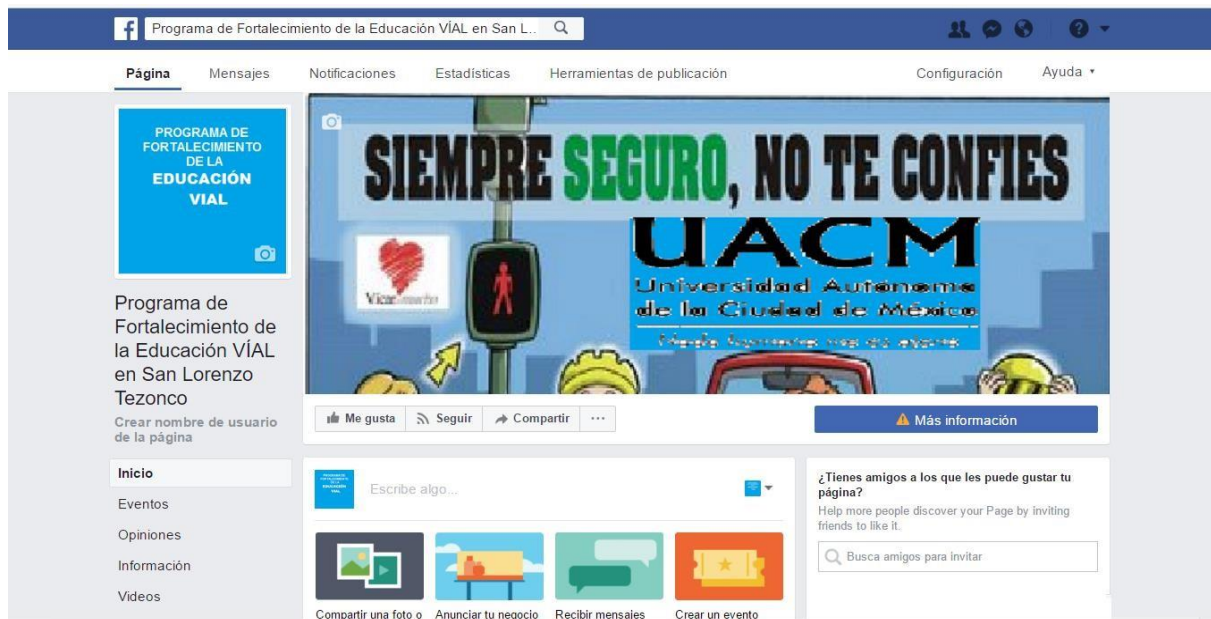 Programa de Fortalecimiento de la Educación VÍAL en San L..
Página Mensajes Notificaciones Estadísticas Herramientas de publicación Configuración Ayuda
PROGRAMA DE
FORTALECIMIENTO
DE LA
EDUCACIÓN
VIAL
SIEMPRE SEGURO, NO TE CONFIES
UACM
Universidad Autónoma
de la Ciudad de México
Programa de
Fortalecimiento de
la Educación VÍAL
en San Lorenzo
Tezonco
Crear nombre de usuario
de la página
Me gusta Seguir Compartir ...
Más información
Inicio
Eventos
Opiniones
Información
Videos
Escribe algo...
Compartir una foto o
Anunciar tu negocio
Recibir mensajes
Crear un evento
¿Tienes amigos a los que les puede gustar tu
página?
Help more people discover your Page by inviting
friends to like it.
Busca amigos para invitar